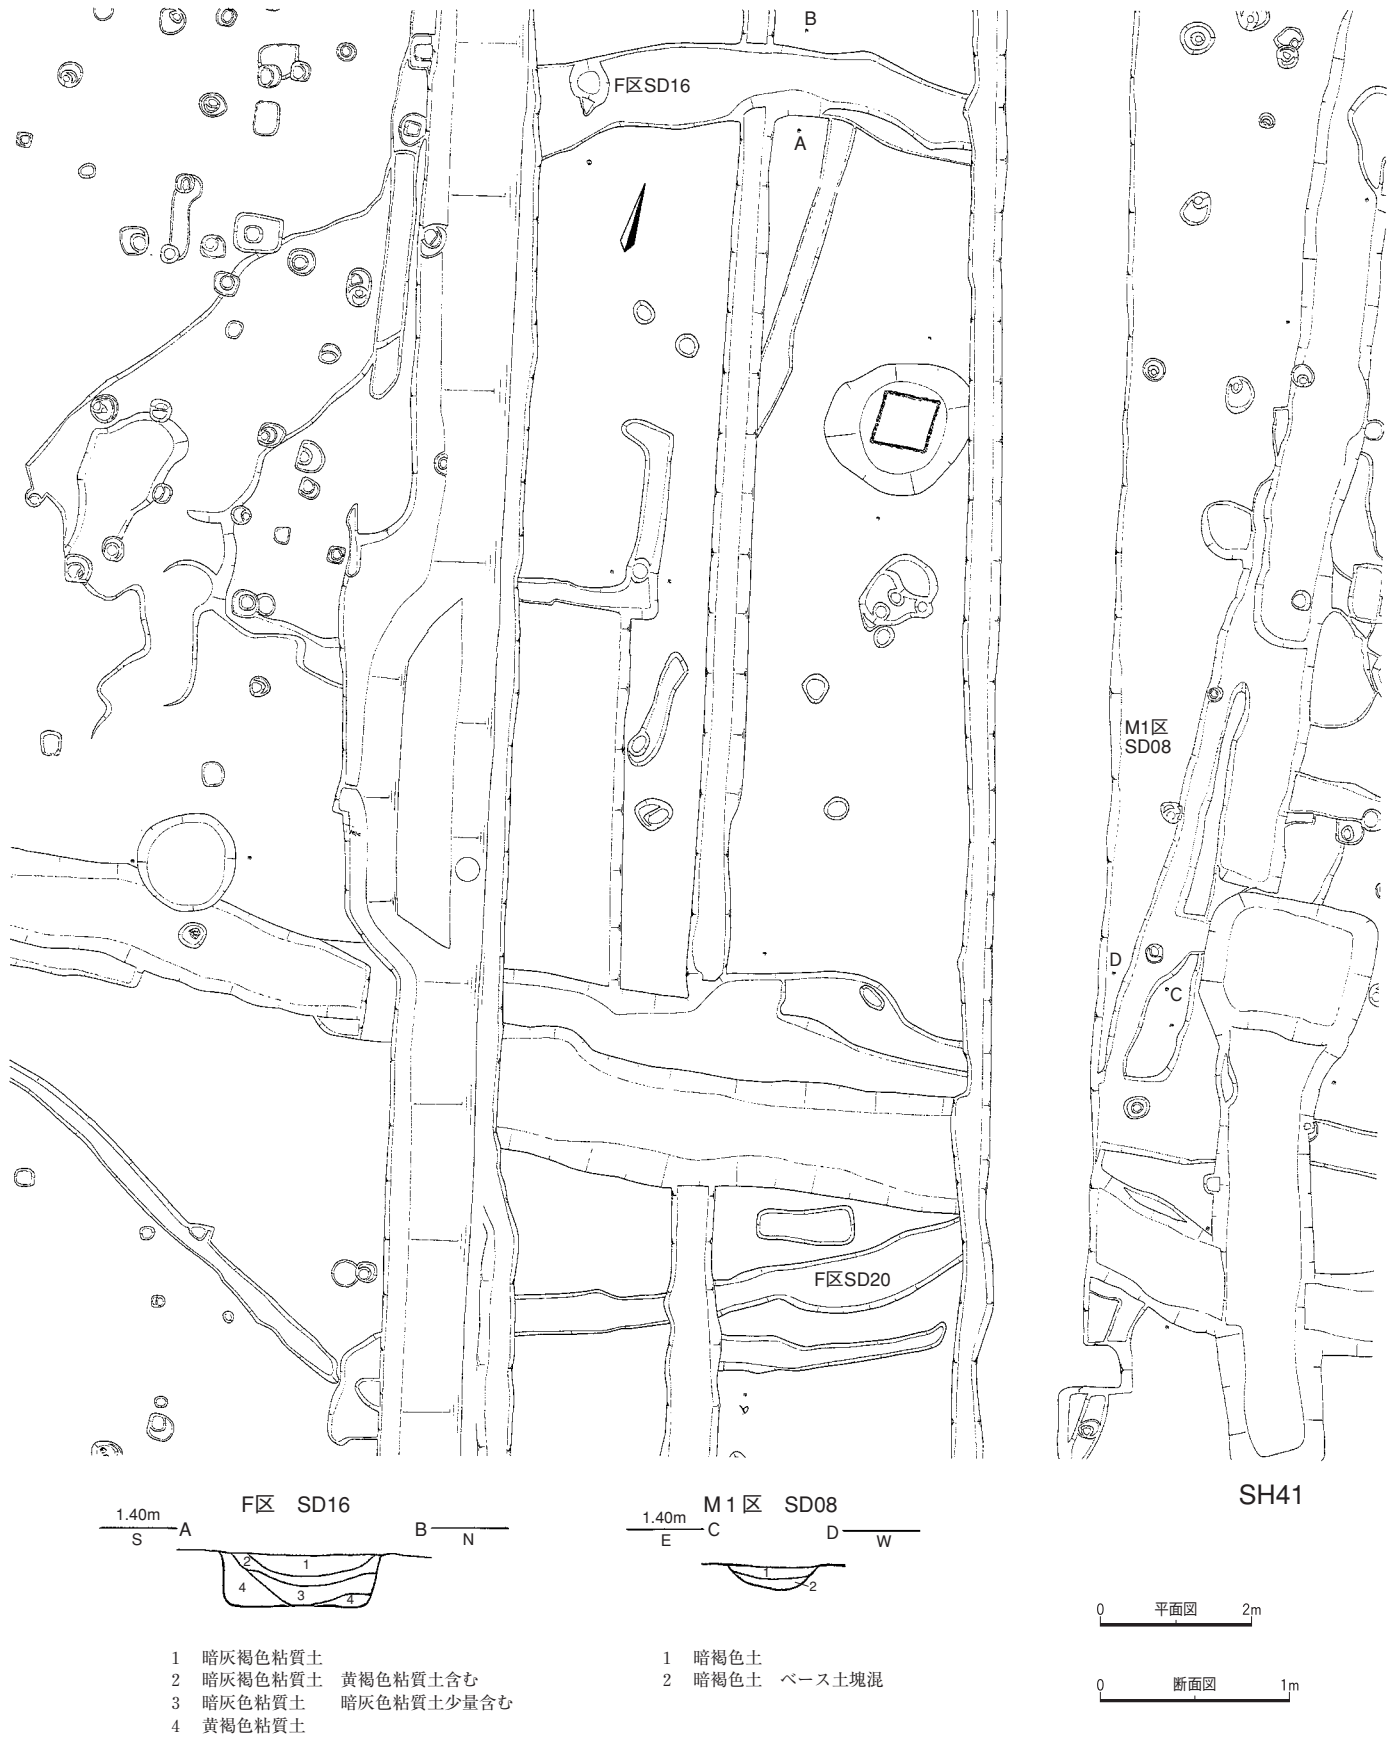 B
F区SD16
A
M1区
SD08
D
C
F区SD20
SH41
F区　SD16
1.40m
A
S
B
N
2
1
4
3
4
M1区　SD08
1.40m
C
E
D
W
1
2
1　暗灰褐色粘質土
2　暗灰褐色粘質土　黄褐色粘質土含む
3　暗灰色粘質土　　暗灰色粘質土少量含む
4　黄褐色粘質土
1　暗褐色土
2　暗褐色土　ベース土塊混
0　平面図　2m
0　断面図　1m